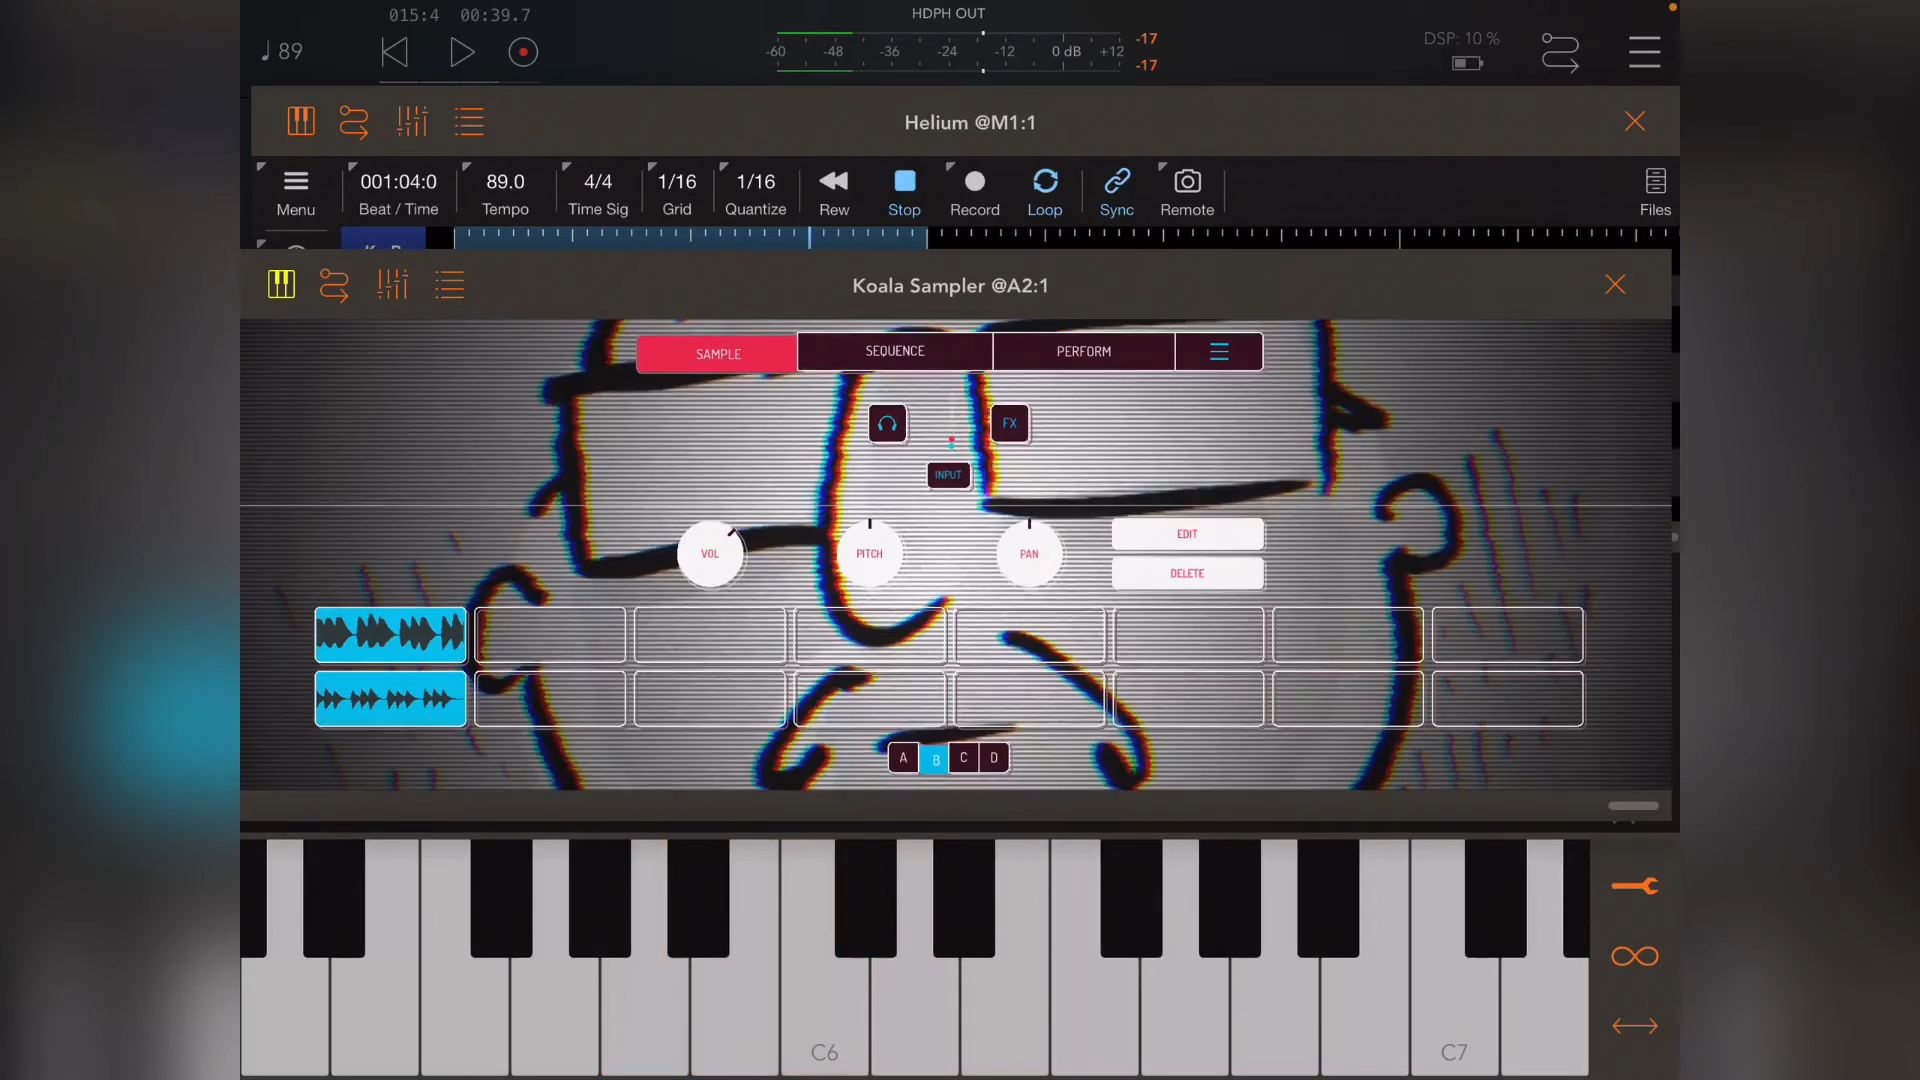 015:4 00:39.7
HDPH OUT
89
-60 -48 -36 -24 -12 0 dB +12
-17
-17
DSP: 10 %
Helium @M1:1
001:04:0 89.0 4/4 1/16 1/16
Menu Beat / Time Tempo Time Sig Grid Quantize Rew Stop Record Loop Sync Remote Files
Koala Sampler @A2:1
SAMPLE SEQUENCE PERFORM
FX
INPUT
VOL PITCH PAN
EDIT
DELETE
A B C D
C6 C7